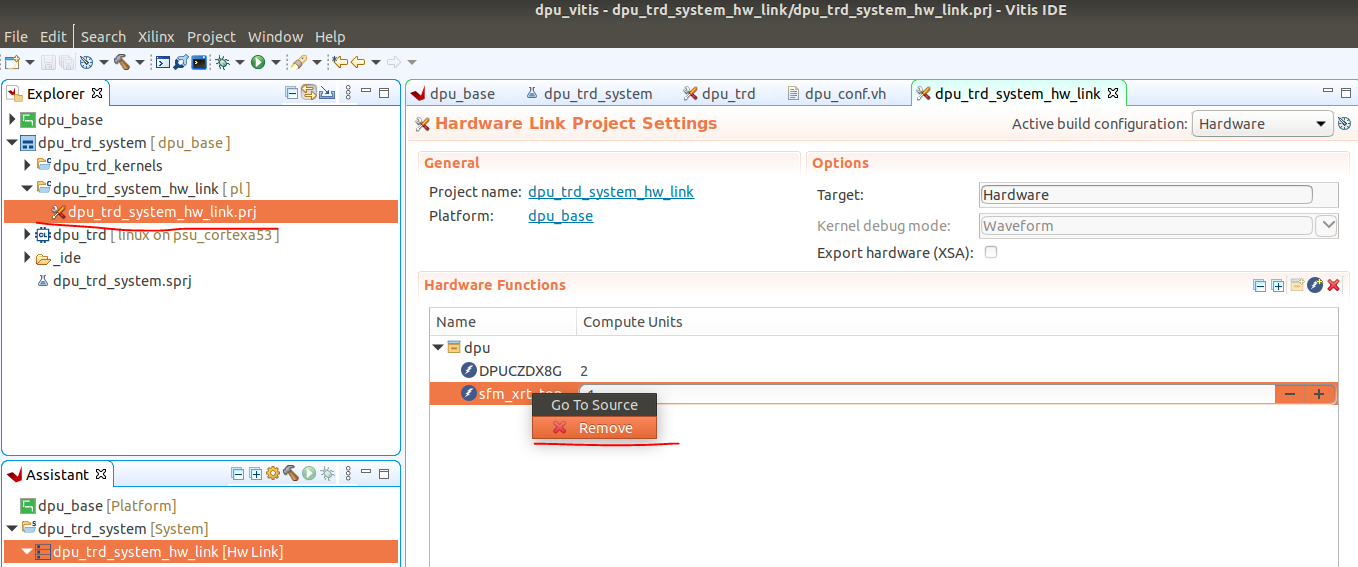 dpu_vitis - dpu_trd_system_hw_link/dpu_trd_system_hw_link.prj - Vitis IDE
File Edit Search Xilinx Project Window Help
Explorer
dpu_base
dpu_trd_system [ dpu_base ]
dpu_trd_kernels
dpu_trd_system_hw_link [ pl ]
dpu_trd_system_hw_link.prj
dpu_trd [ linux on psu_cortexa53 ]
_ide
dpu_trd_system.sprj
Assistant
dpu_base [Platform]
dpu_trd_system [System]
dpu_trd_system_hw_link [Hw Link]
dpu_base dpu_trd_system dpu_trd dpu_conf.vh dpu_trd_system_hw_link
Hardware Link Project Settings
Active build configuration: Hardware
General
Project name: dpu_trd_system_hw_link
Platform: dpu_base
Options
Target: Hardware
Kernel debug mode: Waveform
Export hardware (XSA):
Hardware Functions
Name Compute Units
dpu
DPUCZDX8G 2
Go To Source
Remove